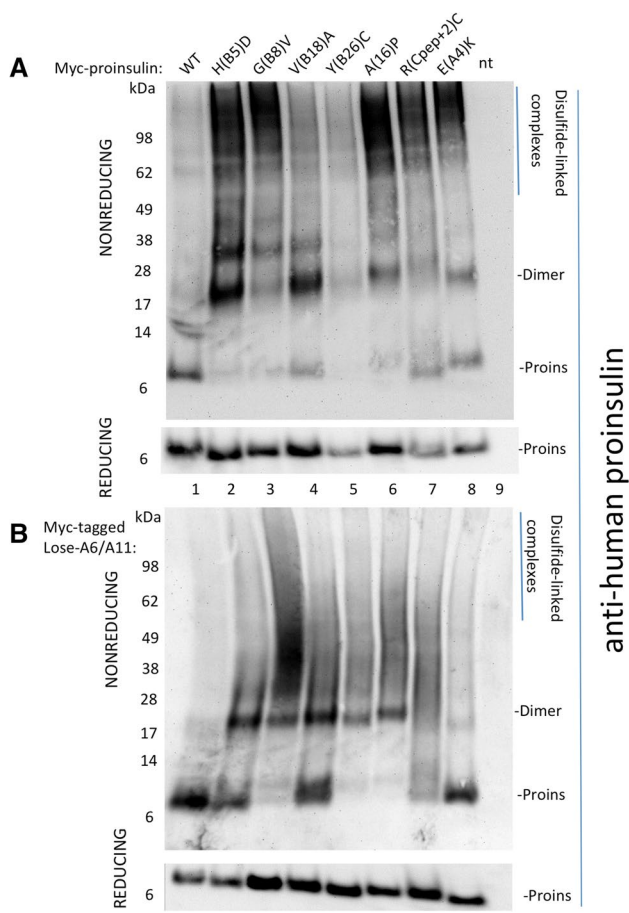 A
Myc-proinsulin:
WT
H(B5)D
G(B8)V
V(B18)A
Y(B26)C
A(16)P
R(Cpep+2)C
E(A4)K
nt
kDa
98
62
49
38
28
17
14
6
NONREDUCING
Disulfide-linked
complexes
-Dimer
-Proins
REDUCING
6
-Proins
1 2 3 4 5 6 7 8 9
B
Myc-tagged
Lose-A6/A11:
kDa
98
62
49
38
28
17
14
6
NONREDUCING
Disulfide-linked
complexes
-Dimer
-Proins
REDUCING
6
-Proins
anti-human proinsulin